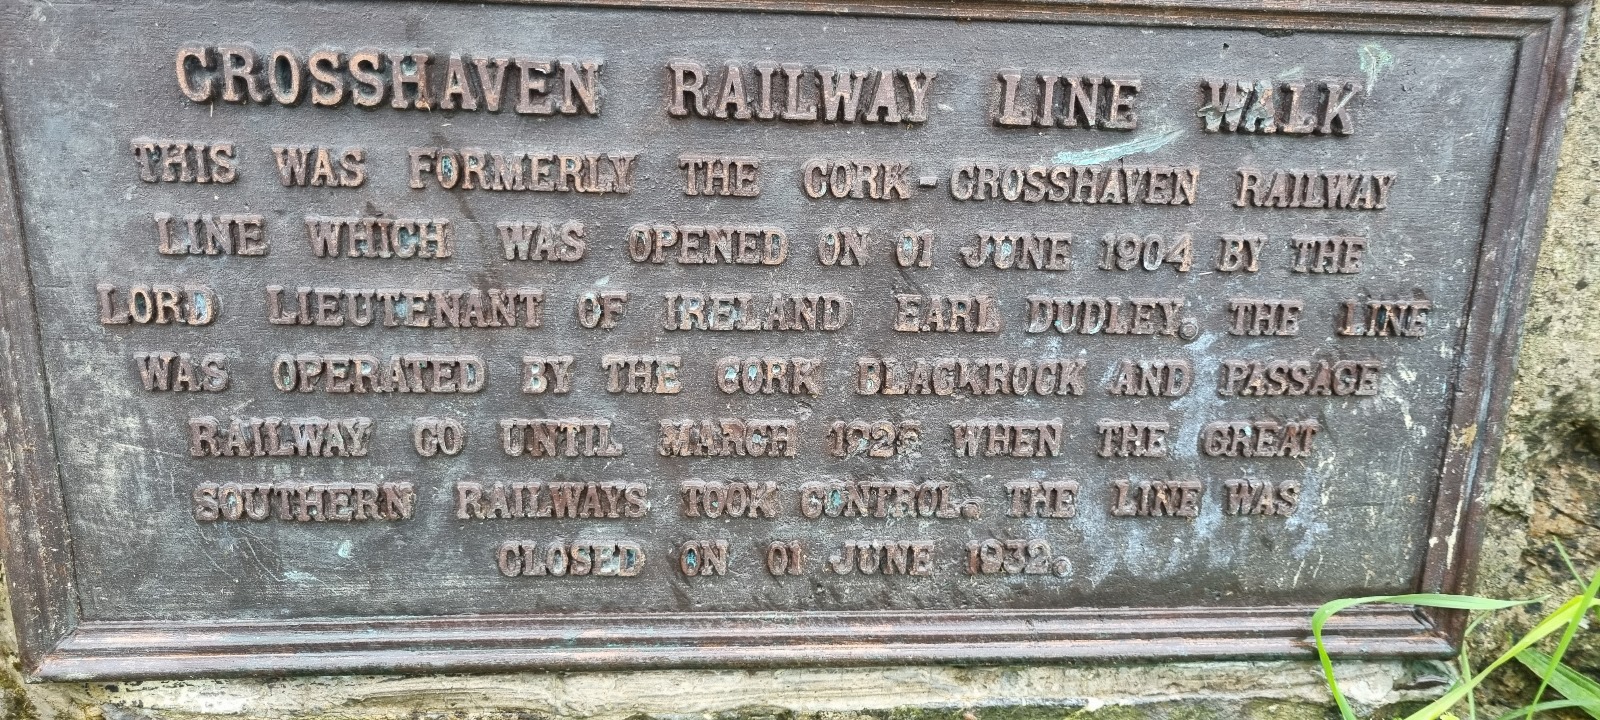 CROSSHAVEN RAILWAY LINE WALK
THIS WAS FORMERLY THE CORK-CROSSHAVEN RAILWAY
LINE WHICH WAS OPENED ON 01 JUNE 1904 BY THE
LORD LIEUTENANT OF IRELAND EARL DUDLEY. THE LINE
WAS OPERATED BY THE CORK BLACKROCK AND PASSAGE
RAILWAY CO UNTIL MARCH WHEN THE GREAT
SOUTHERN RAILWAYS TOOK CONTROL. THE LINE WAS
CLOSED ON 01 JUNE 1932.